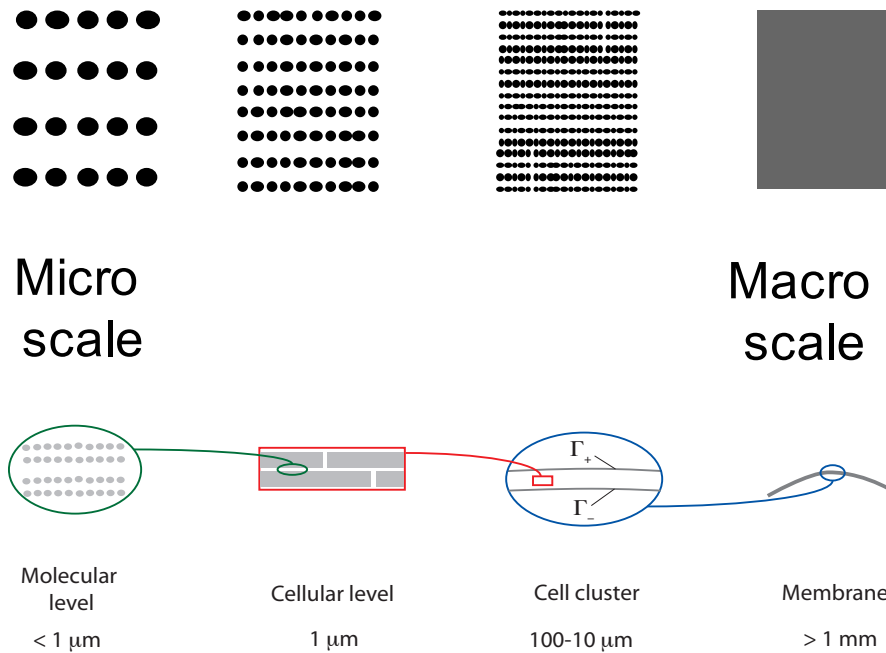 Micro
scale
Macro
scale
Γ+
Γ−
Molecular
level
< 1 μm
Cellular level
1 μm
Cell cluster
100-10 μm
Membrane
> 1 mm